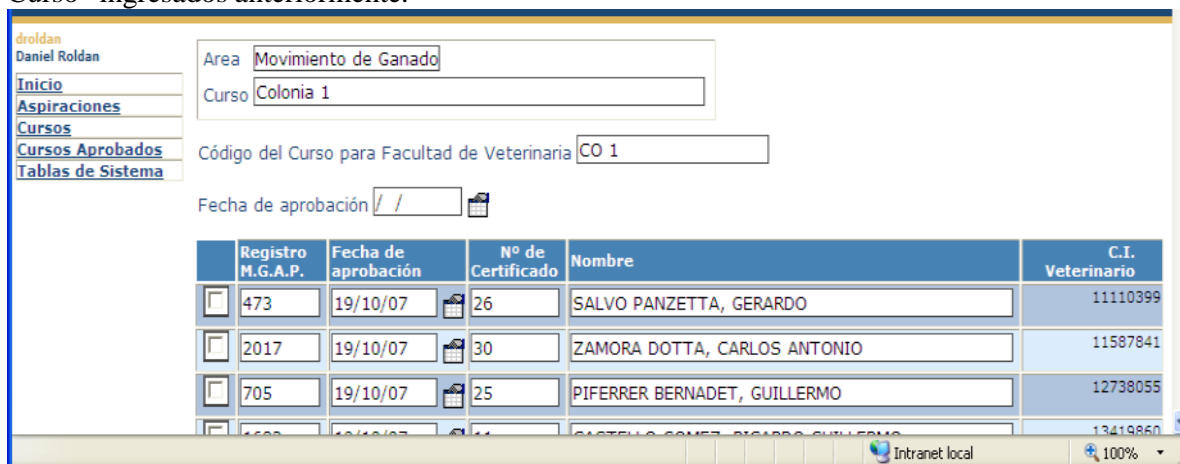 Curso" ingresados anteriormente.
droldan
Daniel Roldan
Inicio
Aspiraciones
Cursos
Cursos Aprobados
Tablas de Sistema
Area Movimiento de Ganado
Curso Colonia 1
Código del Curso para Facultad de Veterinaria CO 1
Fecha de aprobación / /
Registro M.G.A.P. Fecha de aprobación Nº de Certificado Nombre C.I. Veterinario
473 19/10/07 26 SALVO PANZETTA, GERARDO 11110399
2017 19/10/07 30 ZAMORA DOTTA, CARLOS ANTONIO 11587841
705 19/10/07 25 PIFERRER BERNADET, GUILLERMO 12738055
13419860
Intranet local 100%